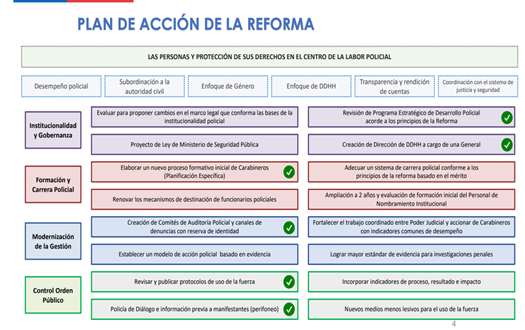 PLAN DE ACCIÓN DE LA REFORMA
LAS PERSONAS Y PROTECCIÓN DE SUS DERECHOS EN EL CENTRO DE LA LABOR POLICIAL
Desempeño policial
Subordinación a la
autoridad civil
Enfoque de Género
Enfoque de DDHH
Transparencia y rendición
de cuentas
Coordinación con el sistema de
justicia y seguridad
Institucionalidad
y Gobernanza
Evaluar para proponer cambios en el marco legal que conforma las bases de la
institucionalidad policial
Revisión de Programa Estratégico de Desarrollo Policial
acorde a los principios de la Reforma
Proyecto de Ley de Ministerio de Seguridad Pública
Creación de Dirección de DDHH a cargo de una General
Formación y
Carrera Policial
Elaborar un nuevo proceso formativo inicial de Carabineros
(Planificación Específica)
Adecuar un sistema de carrera policial conforme a los
principios de la reforma basado en el mérito
Renovar los mecanismos de destinación de funcionarios policiales
Ampliación a 2 años y evaluación de formación inicial del Personal de
Nombramiento Institucional
Modernización
de la Gestión
Creación de Comités de Auditoría Policial y canales de
denuncias con reserva de identidad
Fortalecer el trabajo coordinado entre Poder Judicial y accionar de Carabineros
con indicadores comunes de desempeño
Establecer un modelo de acción policial basado en evidencia
Lograr mayor estándar de evidencia para investigaciones penales
Control Orden
Público
Revisar y publicar protocolos de uso de la fuerza
Incorporar indicadores de proceso, resultado e impacto
Policía de Diálogo e información previa a manifestantes (perifoneo)
Nuevos medios menos lesivos para el uso de la fuerza
4